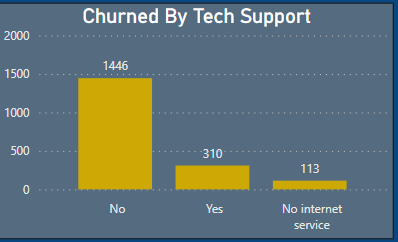 Churned By Tech Support
2000
1500
1000
500
0
1446
310
113
No
Yes
No internet
service